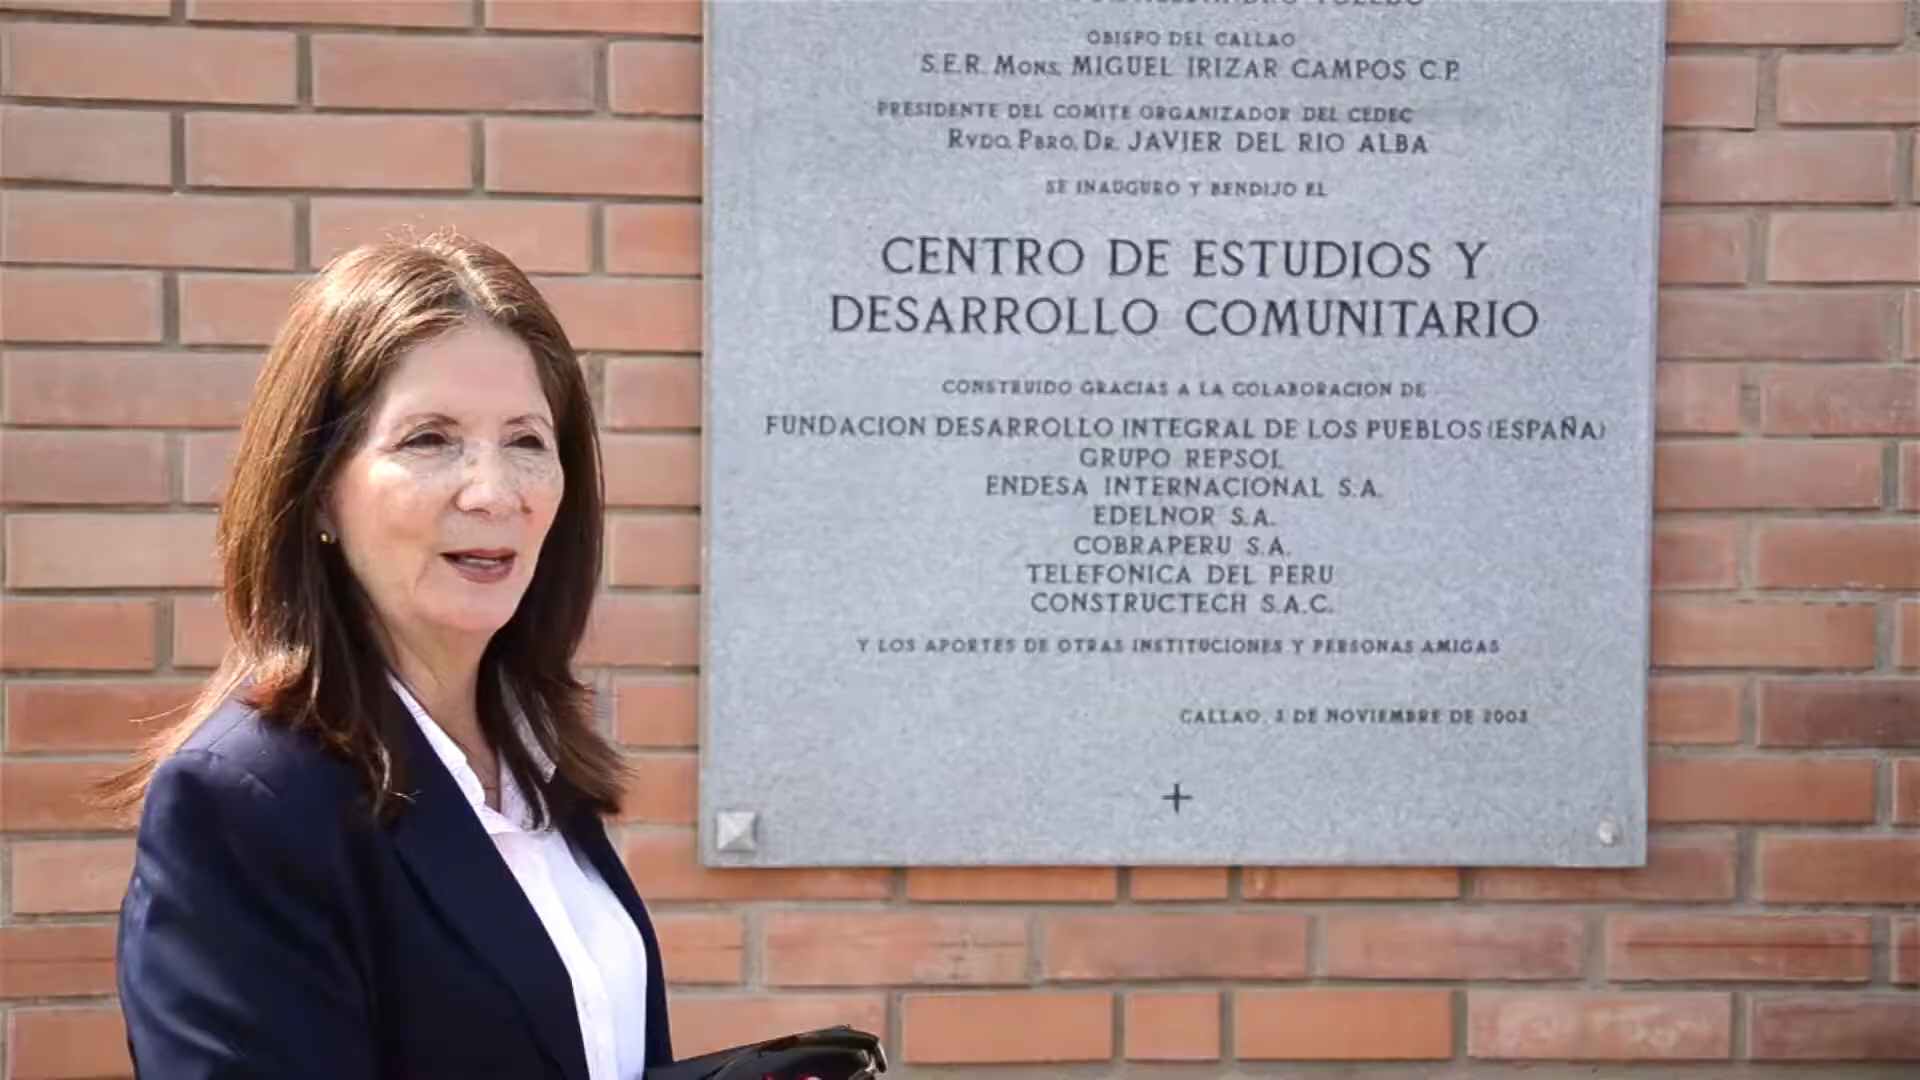 OBISPO DEL CALLAO
S.E.R. MONS. MIGUEL IRIZAR CAMPOS C.P.
PRESIDENTE DEL COMITE ORGANIZADOR DEL CEDEC
RVDO. PBRO. DR. JAVIER DEL RIO ALBA
SE INAUGURO Y BENDIJO EL
CENTRO DE ESTUDIOS Y
DESARROLLO COMUNITARIO
CONSTRUIDO GRACIAS A LA COLABORACION DE
FUNDACION DESARROLLO INTEGRAL DE LOS PUEBLOS (ESPAÑA)
GRUPO REPSOL
ENDESA INTERNACIONAL S.A.
EDELNOR S.A.
COBRAPERU S.A.
TELEFONICA DEL PERU
CONSTRUCTECH S.A.C.
Y LOS APORTES DE OTRAS INSTITUCIONES Y PERSONAS AMIGAS
CALLAO, 3 DE NOVIEMBRE DE 2003